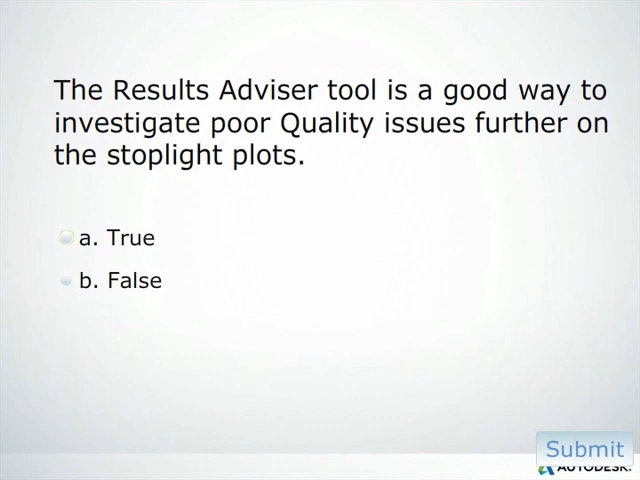 The Results Adviser tool is a good way to
investigate poor Quality issues further on
the stoplight plots.
a. True
b. False
Submit
AUTODESK.